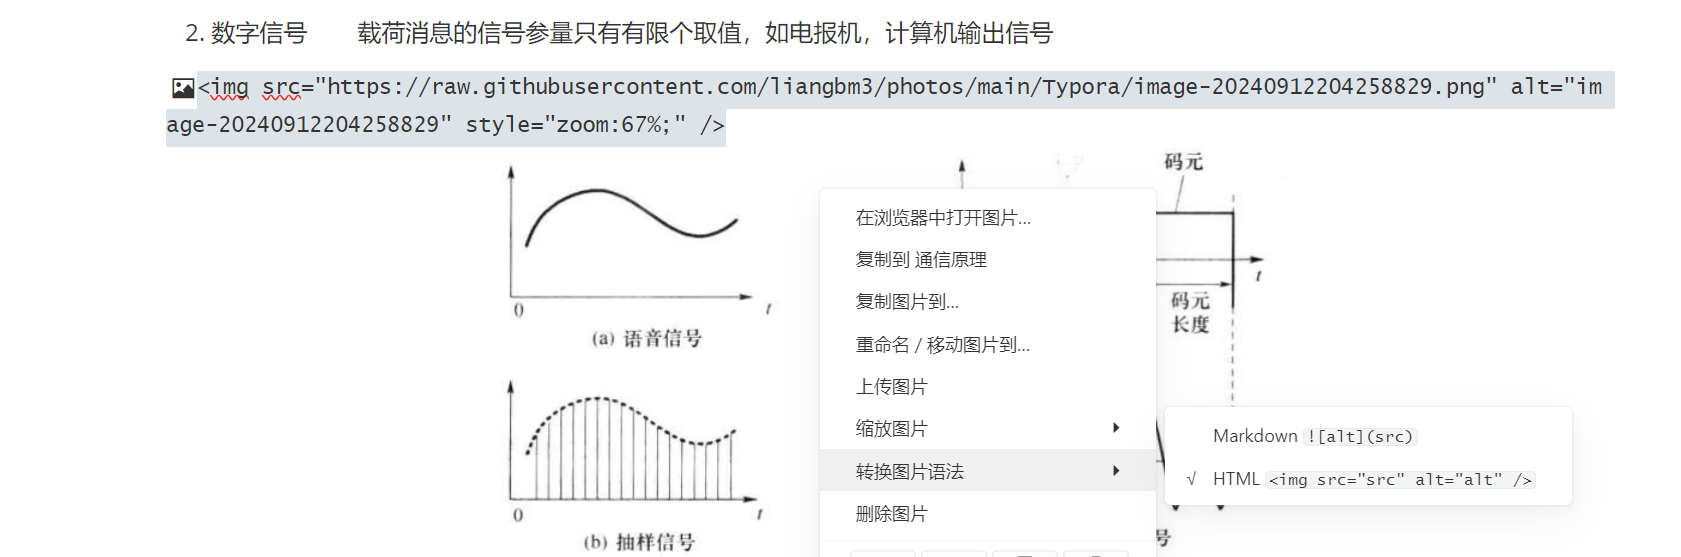 2. 数字信号 载荷消息的信号参量只有有限个取值，如电报机，计算机输出信号
<img src="https://raw.githubusercontent.com/liangbm3/photos/main/Typora/image-20240912204258829.png" alt="im
age-20240912204258829" style="zoom:67%;" />
码元
t
码元
长度
0
t
(a) 语音信号
0
t
(b) 抽样信号
号
在浏览器中打开图片...
复制到 通信原理
复制图片到...
重命名 / 移动图片到...
上传图片
缩放图片
转换图片语法
删除图片
Markdown ![alt](src)
√ HTML <img src="src" alt="alt" />